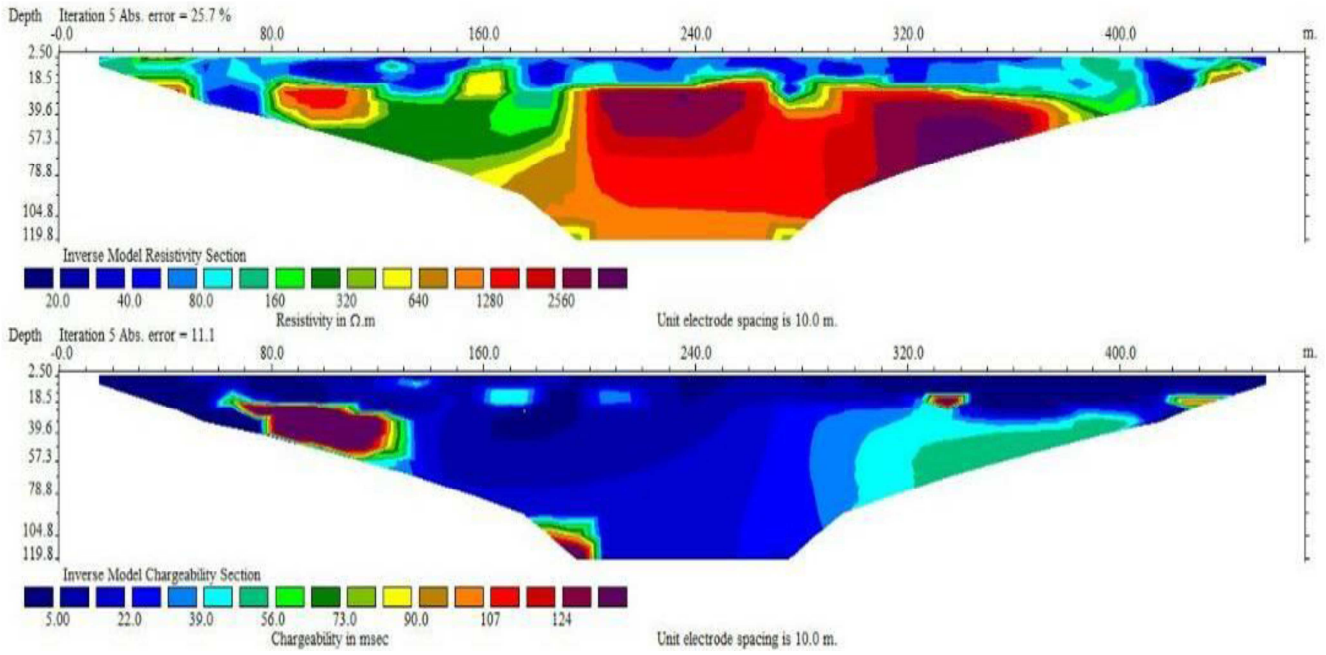 Depth Iteration 5 Abs. error = 25.7 %
-0.0 80.0 160.0 240.0 320.0 400.0 m.
2.50
18.5
39.6
57.3
78.8
104.8
119.8
Inverse Model Resistivity Section
20.0 40.0 80.0 160 320 640 1280 2560
Resistivity in Ω.m Unit electrode spacing is 10.0 m.
Depth Iteration 5 Abs. error = 11.1
-0.0 80.0 160.0 240.0 320.0 400.0 m.
2.50
18.5
39.6
57.3
78.8
104.8
119.8
Inverse Model Chargeability Section
5.00 22.0 39.0 56.0 73.0 90.0 107 124
Chargeability in msec Unit electrode spacing is 10.0 m.